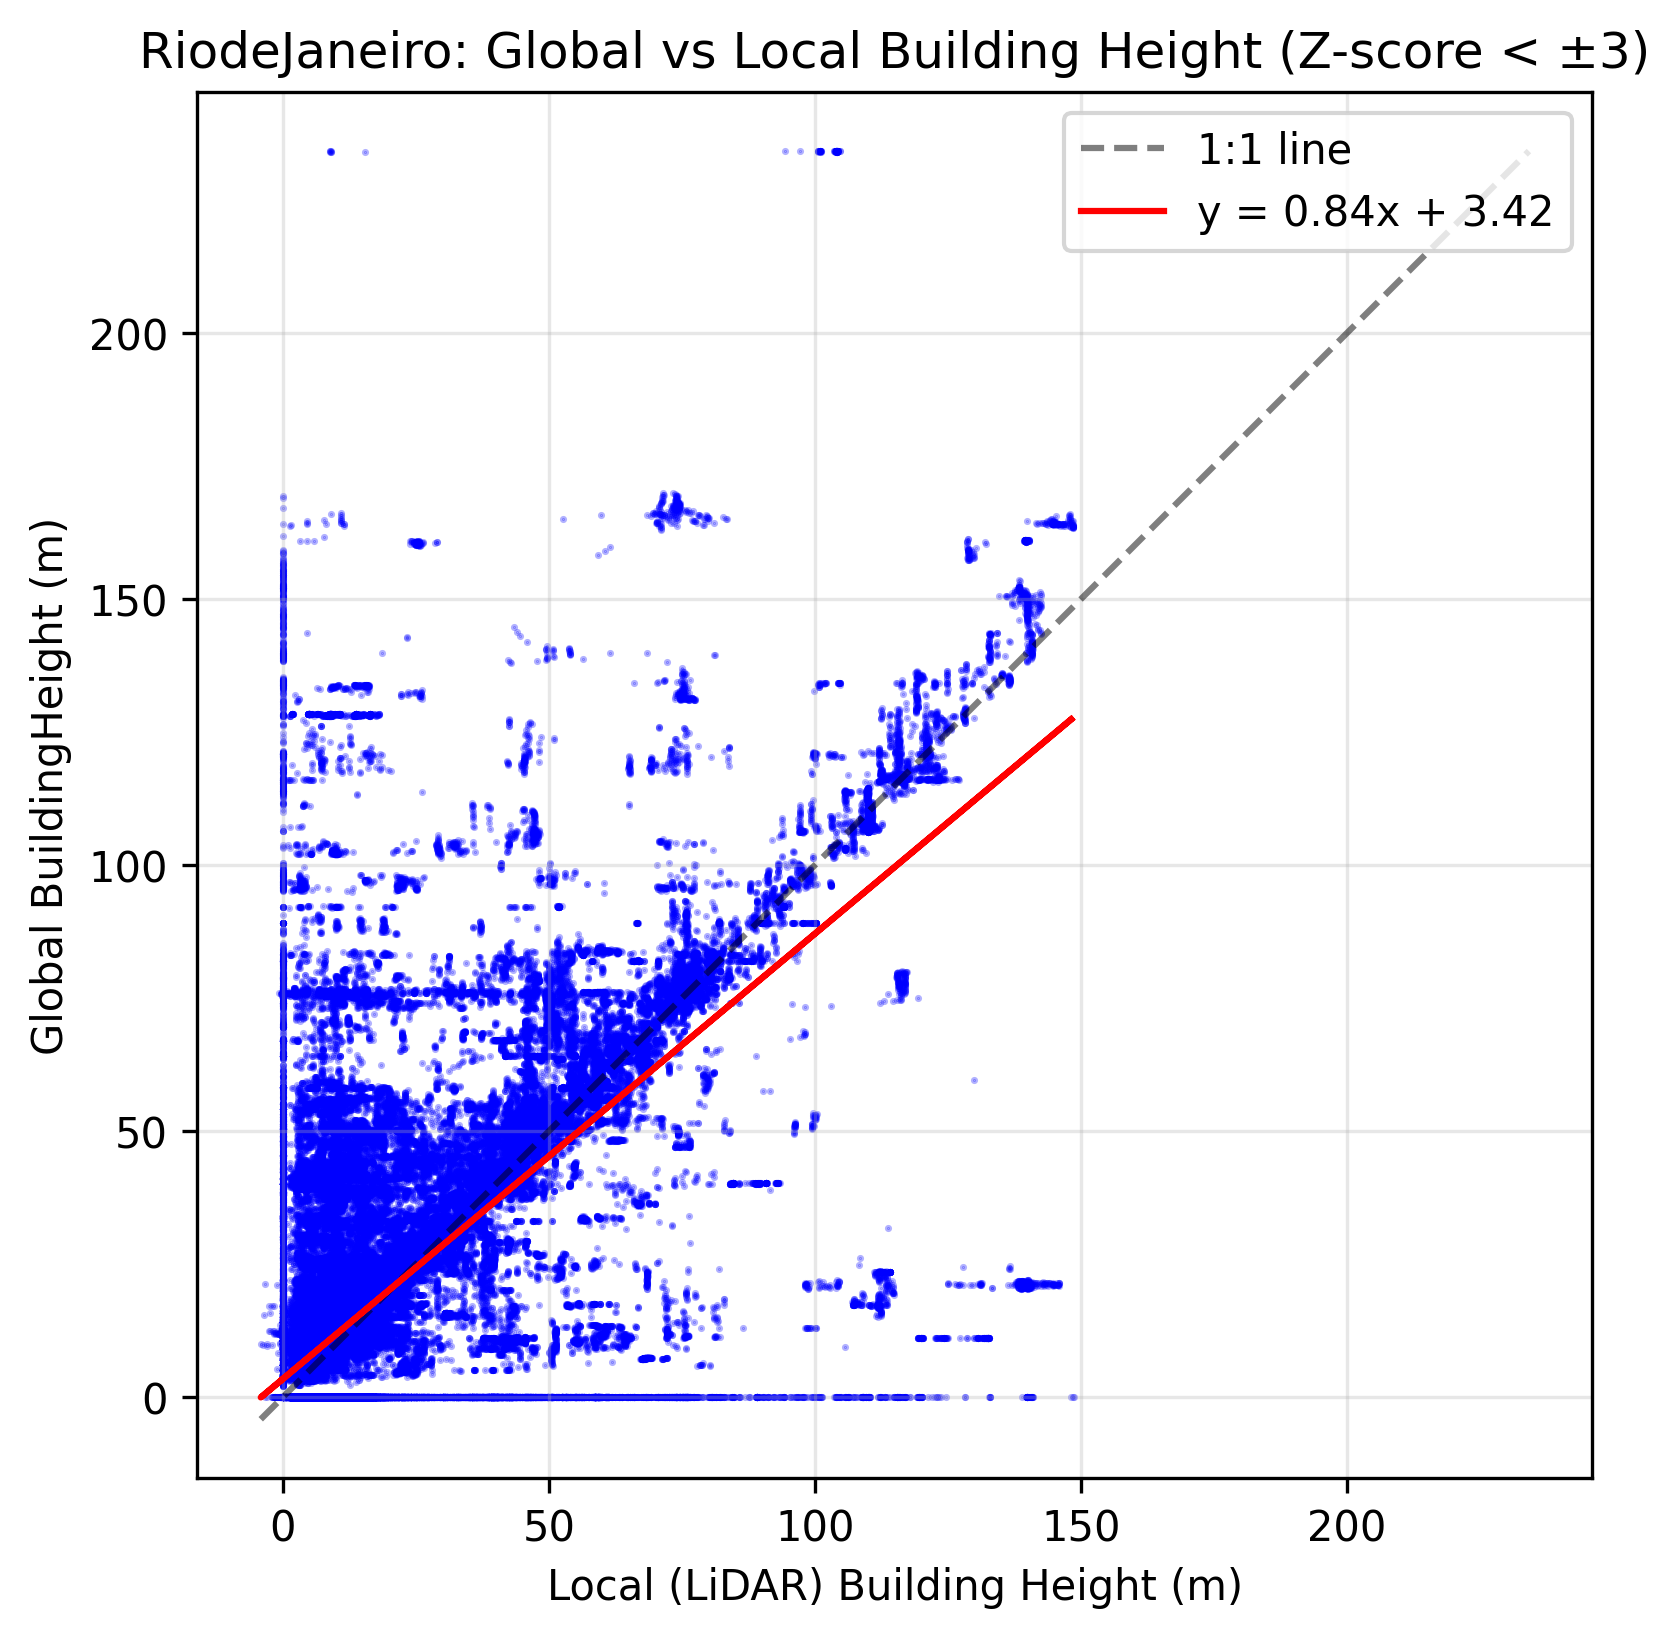 RiodeJaneiro: Global vs Local Building Height (Z-score < ±3)
1:1 line
y = 0.84x + 3.42
Global BuildingHeight (m)
200
150
100
50
0
0 50 100 150 200
Local (LiDAR) Building Height (m)